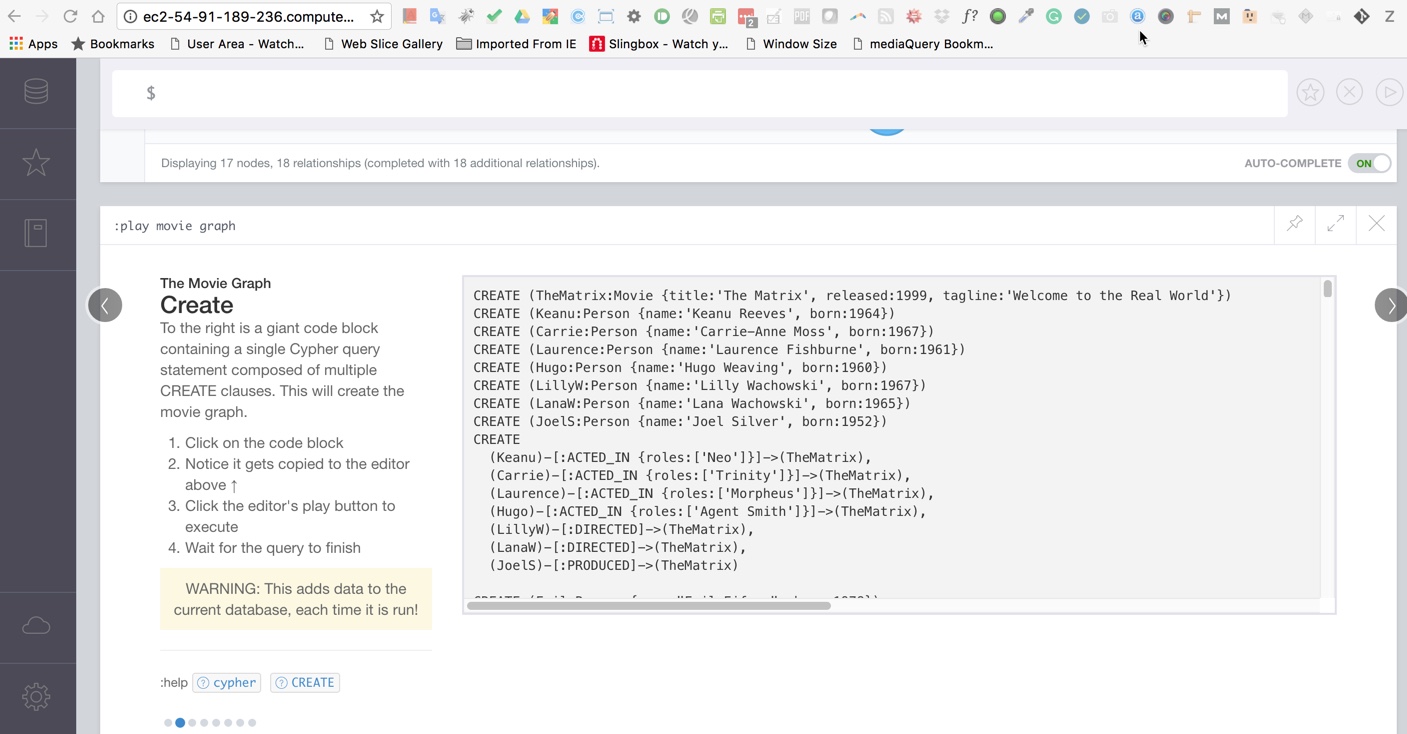 ec2-54-91-189-236.compute...
2
PDF
f?
Z
Apps Bookmarks User Area - Watch... Web Slice Gallery Imported From IE Slingbox - Watch y... Window Size mediaQuery Bookm...
$
Displaying 17 nodes, 18 relationships (completed with 18 additional relationships).
AUTO-COMPLETE ON
:play movie graph
The Movie Graph
Create
To the right is a giant code block
containing a single Cypher query
statement composed of multiple
CREATE clauses. This will create the
movie graph.
1. Click on the code block
2. Notice it gets copied to the editor
above ↑
3. Click the editor's play button to
execute
4. Wait for the query to finish
WARNING: This adds data to the
current database, each time it is run!
:help cypher CREATE
CREATE (TheMatrix:Movie {title:'The Matrix', released:1999, tagline:'Welcome to the Real World'})
CREATE (Keanu:Person {name:'Keanu Reeves', born:1964})
CREATE (Carrie:Person {name:'Carrie-Anne Moss', born:1967})
CREATE (Laurence:Person {name:'Laurence Fishburne', born:1961})
CREATE (Hugo:Person {name:'Hugo Weaving', born:1960})
CREATE (LillyW:Person {name:'Lilly Wachowski', born:1967})
CREATE (LanaW:Person {name:'Lana Wachowski', born:1965})
CREATE (JoelS:Person {name:'Joel Silver', born:1952})
CREATE
(Keanu)-[:ACTED_IN {roles:['Neo']}]->(TheMatrix),
(Carrie)-[:ACTED_IN {roles:['Trinity']}]->(TheMatrix),
(Laurence)-[:ACTED_IN {roles:['Morpheus']}]->(TheMatrix),
(Hugo)-[:ACTED_IN {roles:['Agent Smith']}]->(TheMatrix),
(LillyW)-[:DIRECTED]->(TheMatrix),
(LanaW)-[:DIRECTED]->(TheMatrix),
(JoelS)-[:PRODUCED]->(TheMatrix)